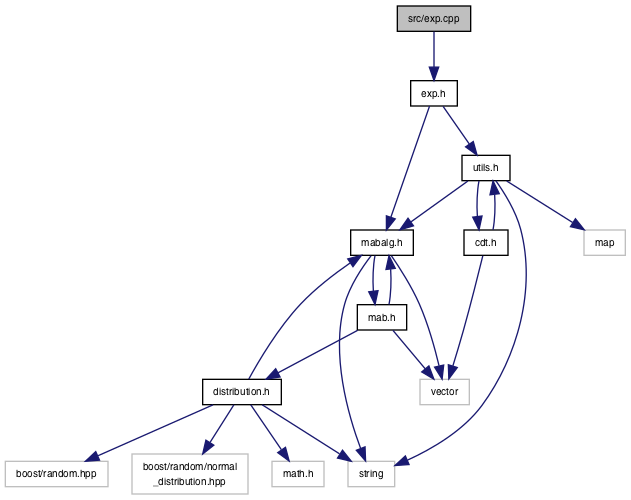 src/exp.cpp
exp.h
utils.h
mabalg.h
cdt.h
map
mab.h
distribution.h
vector
boost/random.hpp
boost/random/normal
_distribution.hpp
math.h
string